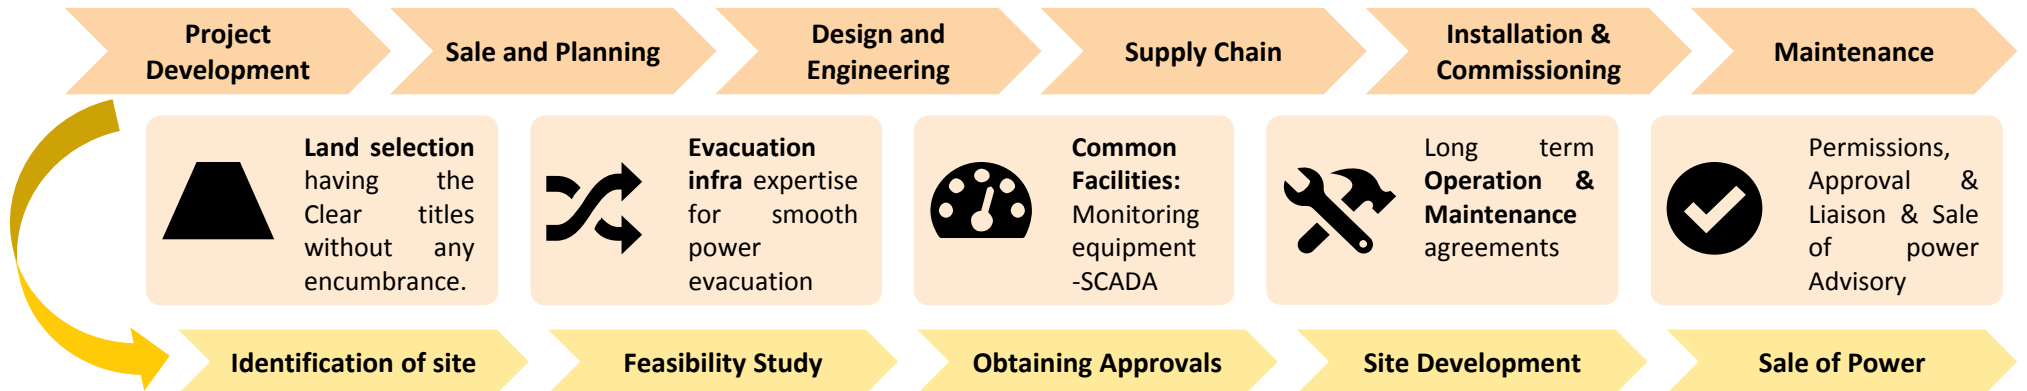 Project
Development
Sale and Planning
Design and
Engineering
Supply Chain
Installation &
Commissioning
Maintenance
Land selection
having the
Clear titles
without any
encumbrance.
Evacuation
infra expertise
for smooth
power
evacuation
Common
Facilities:
Monitoring
equipment
-SCADA
Long term
Operation &
Maintenance
agreements
Permissions,
Approval &
Liaison & Sale
of power
Advisory
Identification of site
Feasibility Study
Obtaining Approvals
Site Development
Sale of Power